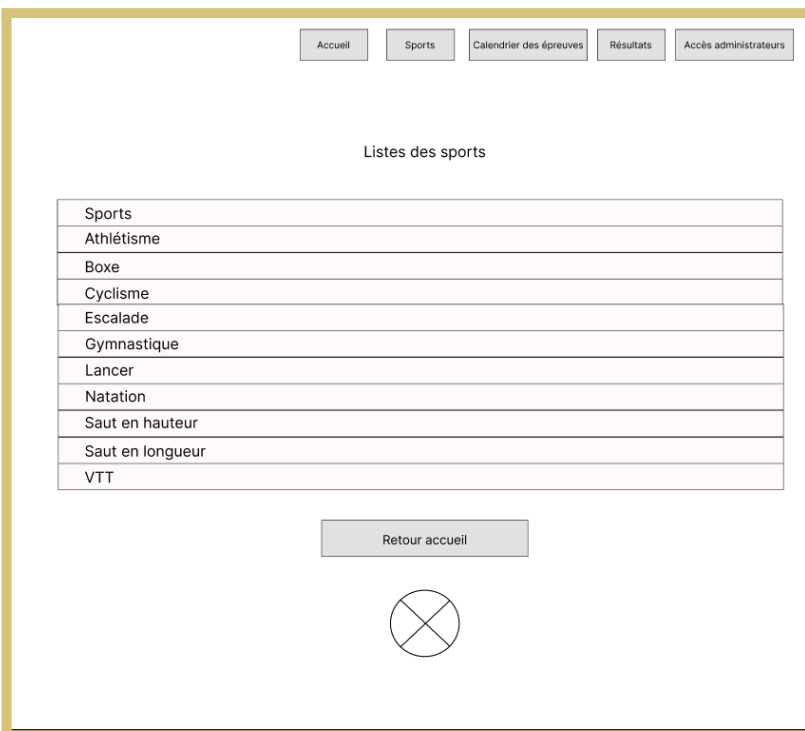 Accueil
Sports
Calendrier des épreuves
Résultats
Accès administrateurs
Listes des sports
Sports
Athlétisme
Boxe
Cyclisme
Escalade
Gymnastique
Lancer
Natation
Saut en hauteur
Saut en longueur
VTT
Retour accueil